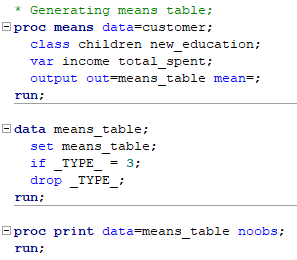 * Generating means table;
proc means data=customer;
class children new_education;
var income total_spent;
output out=means_table mean=;
run;
data means_table;
set means_table;
if _TYPE_ = 3;
drop _TYPE_;
run;
proc print data=means_table noobs;
run;